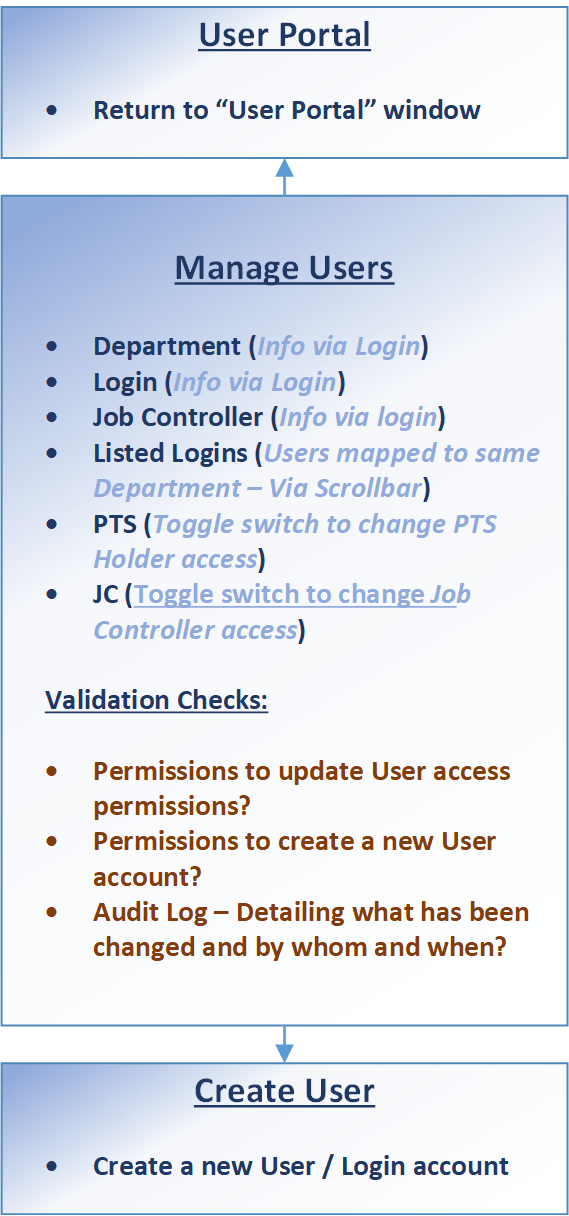 User Portal
• Return to “User Portal” window
Manage Users
• Department (Info via Login)
• Login (Info via Login)
• Job Controller (Info via login)
• Listed Logins (Users mapped to same
Department – Via Scrollbar)
• PTS (Toggle switch to change PTS
Holder access)
• JC (Toggle switch to change Job
Controller access)
Validation Checks:
• Permissions to update User access
permissions?
• Permissions to create a new User
account?
• Audit Log – Detailing what has been
changed and by whom and when?
Create User
• Create a new User / Login account